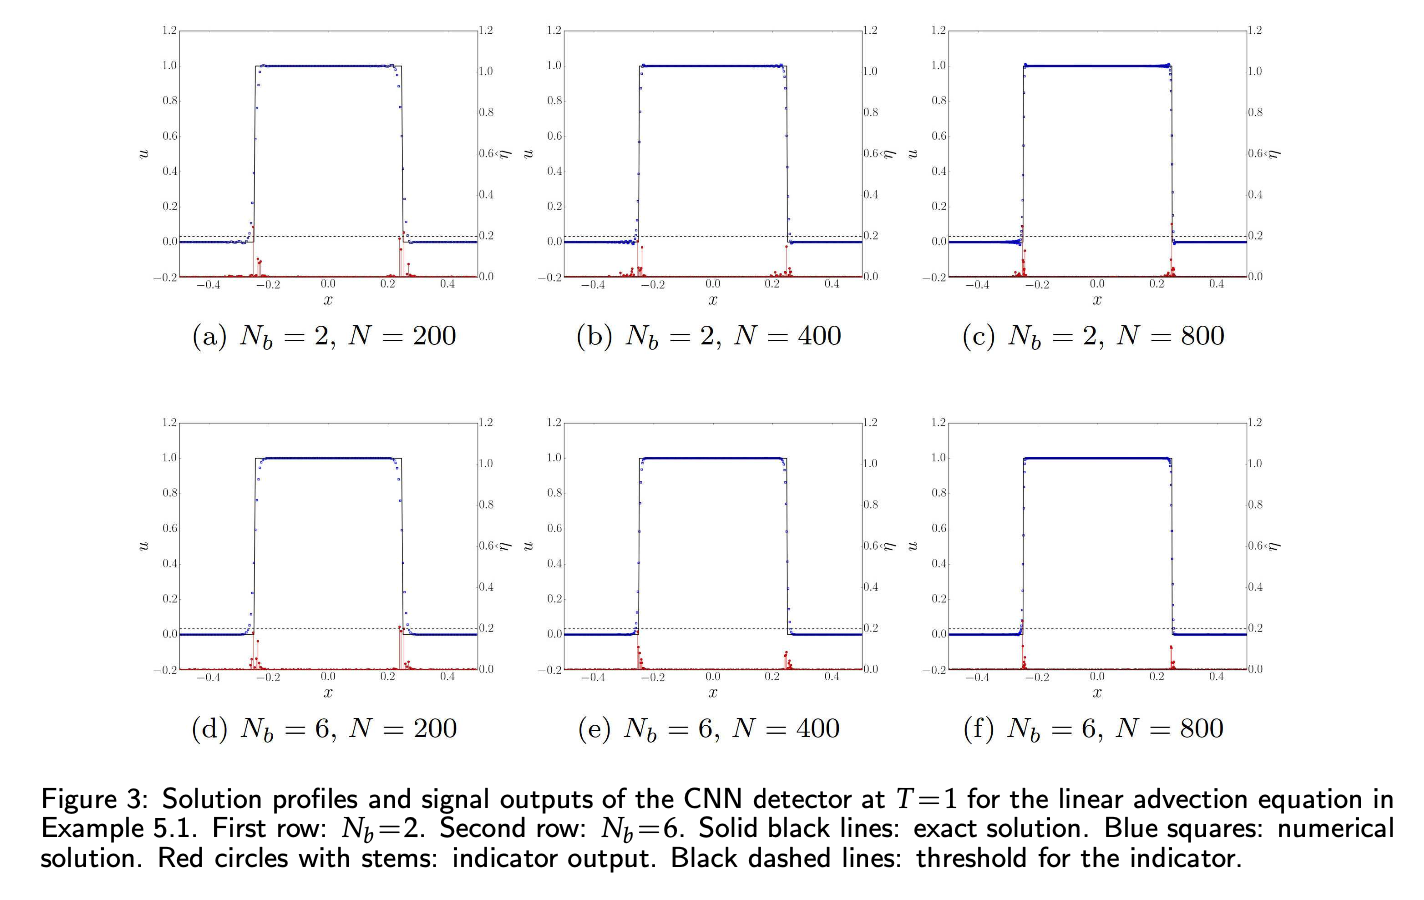 1.2 1.2 1.2 1.2 1.2 1.2
1.0 1.0 1.0 1.0 1.0 1.0
0.8 0.8 0.8 0.8 0.8 0.8
u 0.6 0.6 η̂ u 0.6 0.6 η̂ u 0.6 0.6 η̂
0.4 0.4 0.4 0.4 0.4 0.4
0.2 0.2 0.2 0.2 0.2 0.2
0.0 0.0 0.0 0.0 0.0 0.0
−0.2 −0.2 −0.2
−0.4 −0.2 0.0 0.2 0.4 −0.4 −0.2 0.0 0.2 0.4 −0.4 −0.2 0.0 0.2 0.4
x x x
(a) N_b = 2, N = 200 (b) N_b = 2, N = 400 (c) N_b = 2, N = 800
1.2 1.2 1.2 1.2 1.2 1.2
1.0 1.0 1.0 1.0 1.0 1.0
0.8 0.8 0.8 0.8 0.8 0.8
u 0.6 0.6 η̂ u 0.6 0.6 η̂ u 0.6 0.6 η̂
0.4 0.4 0.4 0.4 0.4 0.4
0.2 0.2 0.2 0.2 0.2 0.2
0.0 0.0 0.0 0.0 0.0 0.0
−0.2 −0.2 −0.2
−0.4 −0.2 0.0 0.2 0.4 −0.4 −0.2 0.0 0.2 0.4 −0.4 −0.2 0.0 0.2 0.4
x x x
(d) N_b = 6, N = 200 (e) N_b = 6, N = 400 (f) N_b = 6, N = 800
Figure 3: Solution profiles and signal outputs of the CNN detector at T=1 for the linear advection equation in
Example 5.1. First row: N_b=2. Second row: N_b=6. Solid black lines: exact solution. Blue squares: numerical
solution. Red circles with stems: indicator output. Black dashed lines: threshold for the indicator.